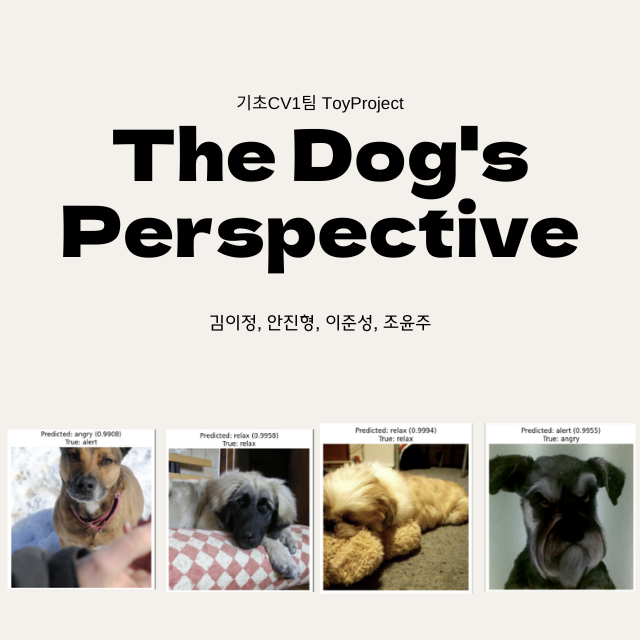 기초CV1팀 ToyProject
The Dog's
Perspective
김이정, 안진형, 이준성, 조윤주
Predicted: angry (0.9908)
True: alert
Predicted: relax (0.9958)
True: relax
Predicted: relax (0.9994)
True: relax
Predicted: alert (0.9955)
True: angry